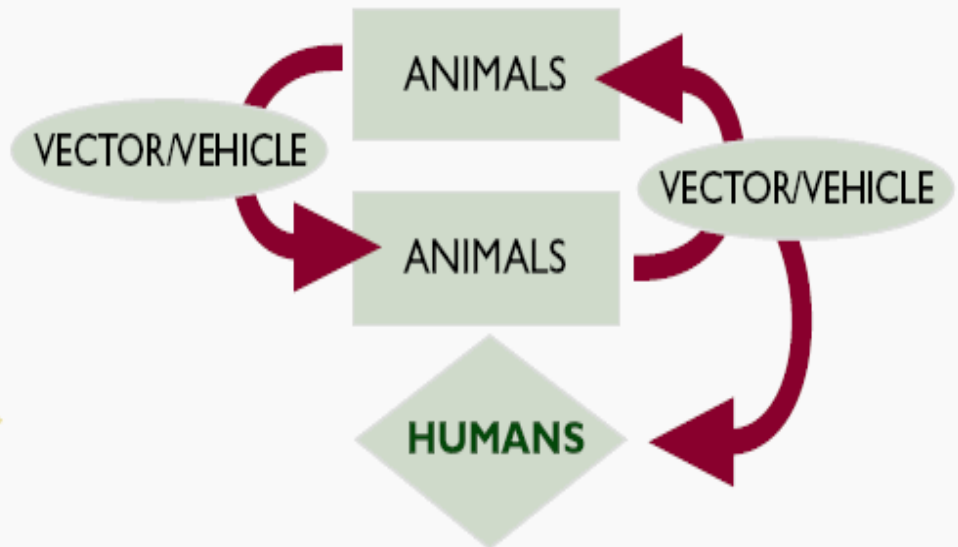 ANIMALS
VECTOR/VEHICLE
VECTOR/VEHICLE
ANIMALS
HUMANS